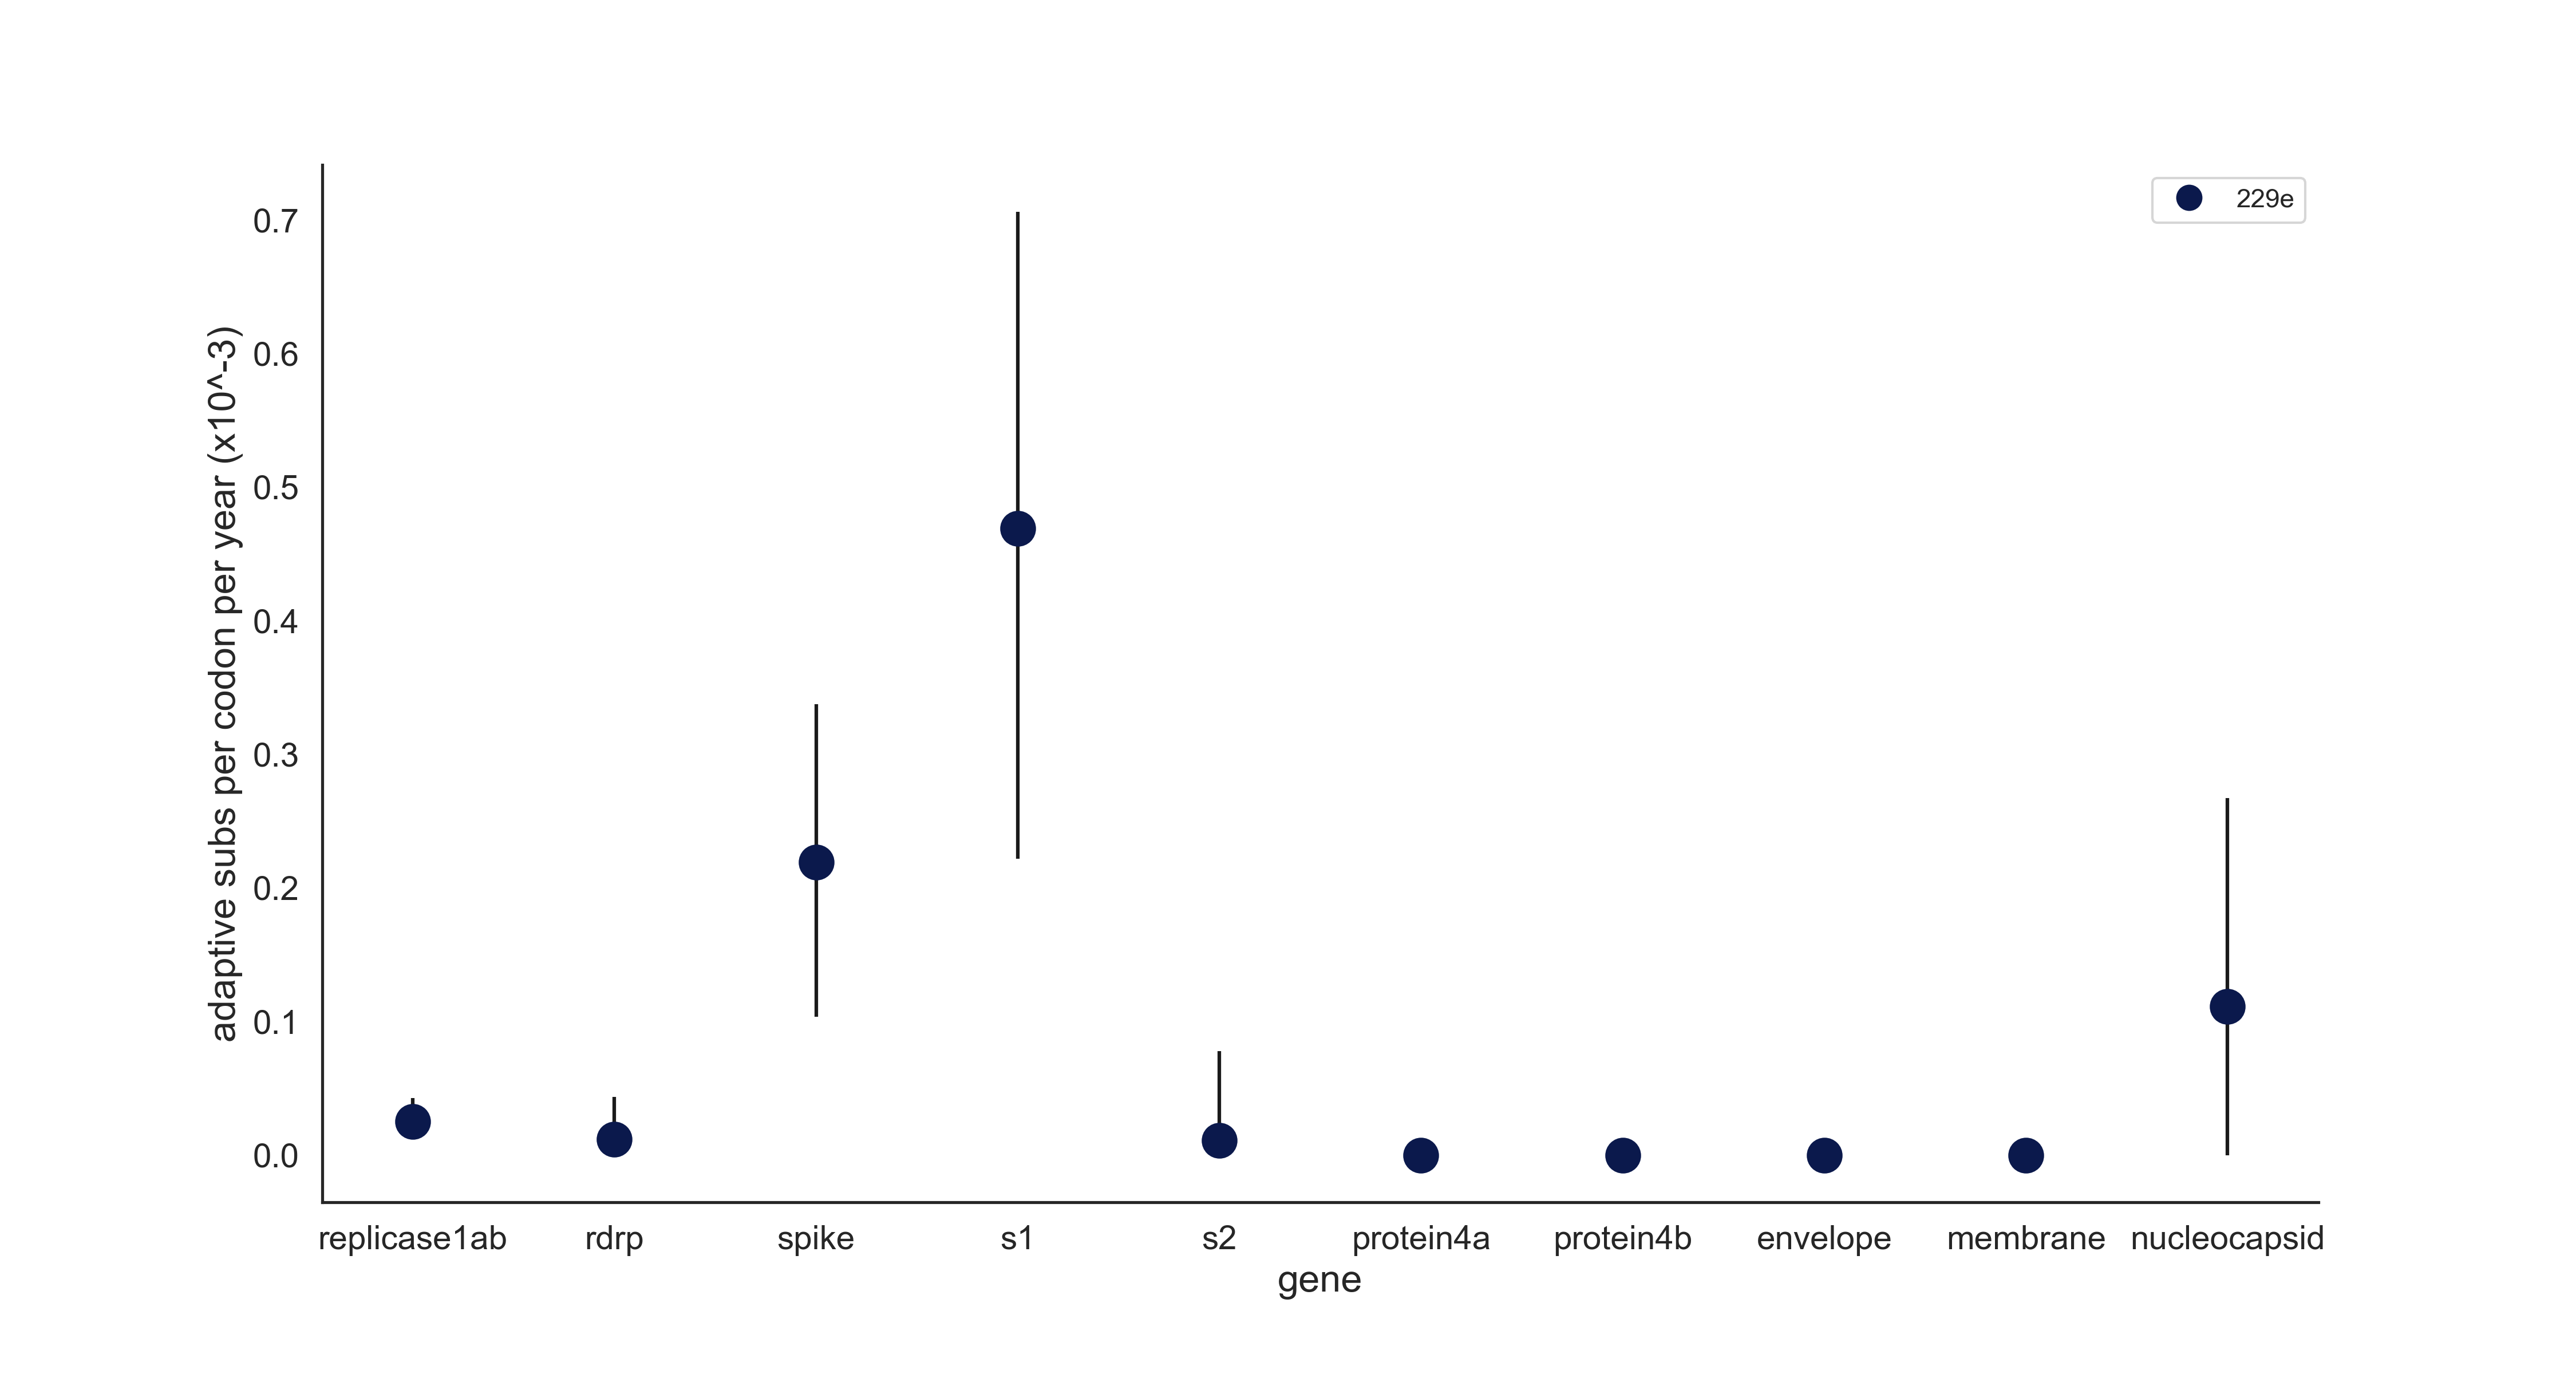 229e
adaptive subs per codon per year (x10^-3)
0.7
0.6
0.5
0.4
0.3
0.2
0.1
0.0
replicase1ab rdrp spike s1 s2 protein4a protein4b envelope membrane nucleocapsid
gene